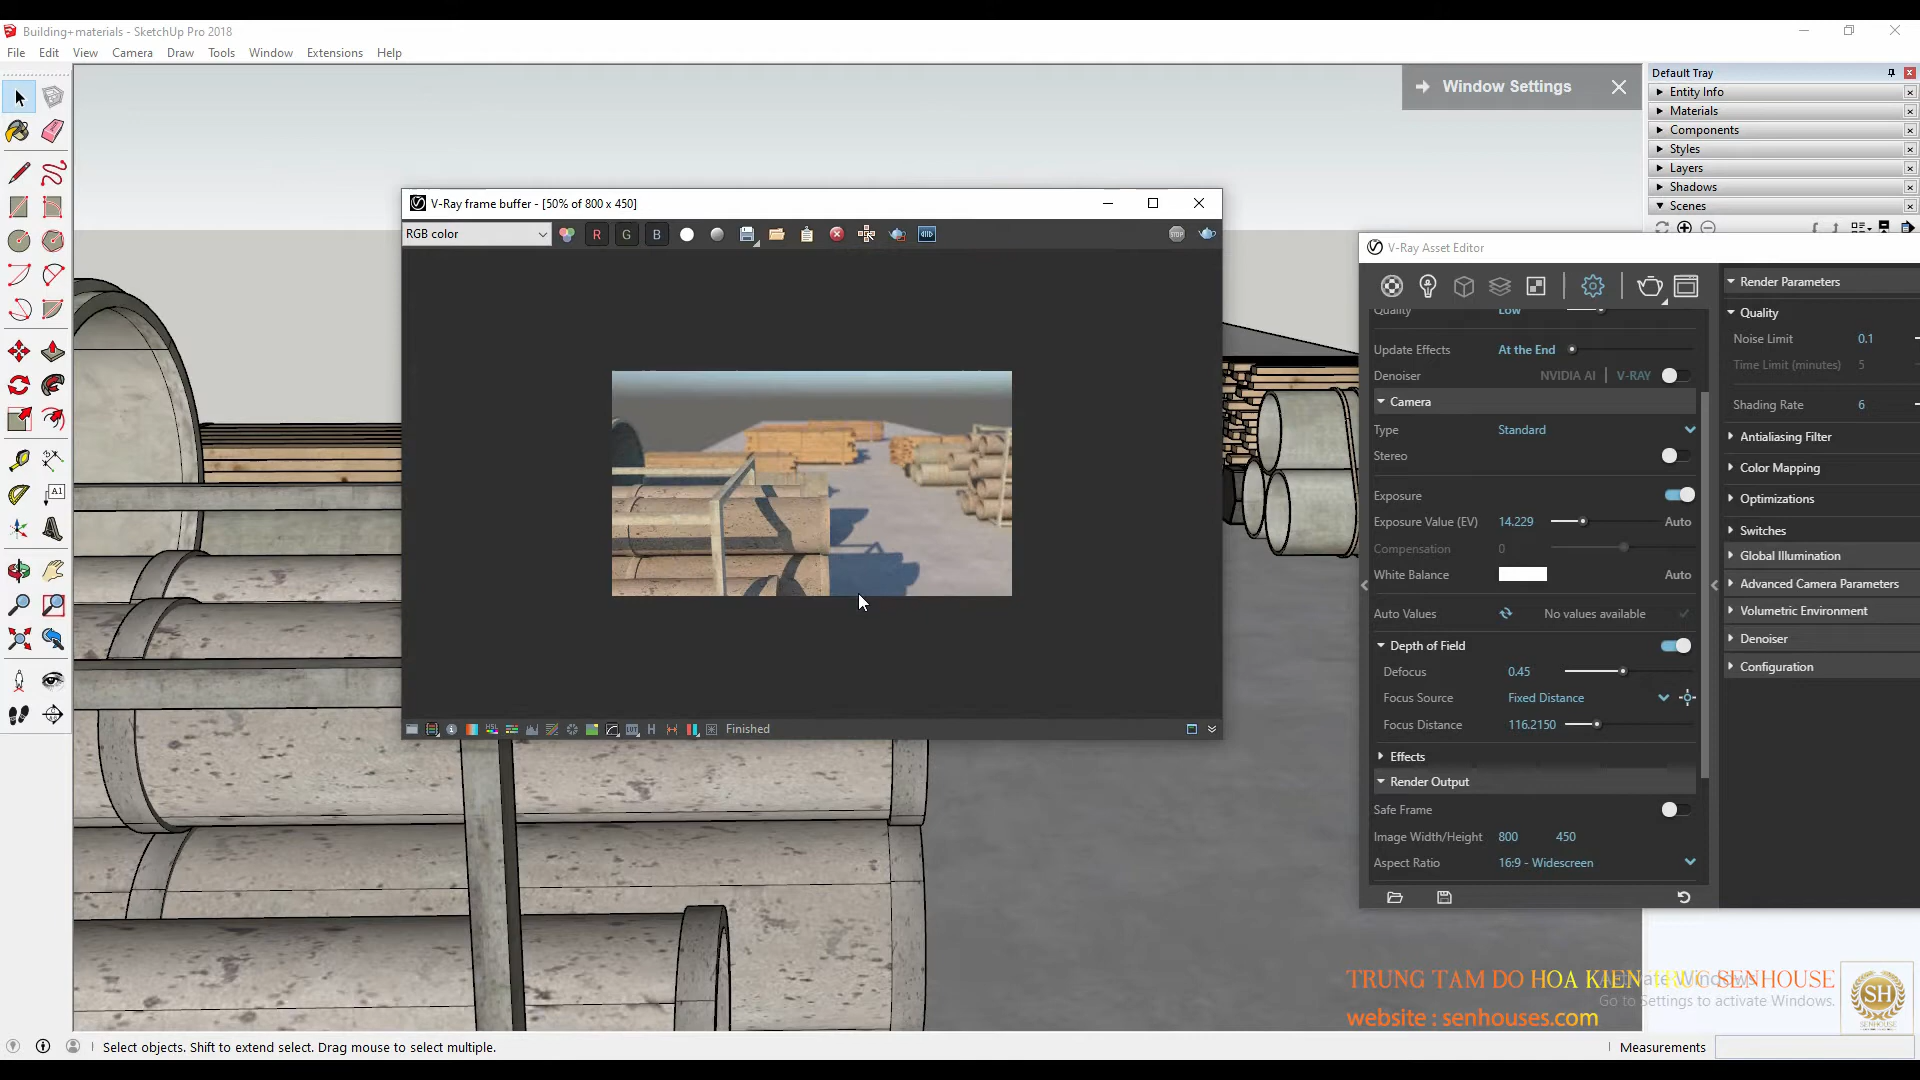 Building+materials - SketchUp Pro 2018
File Edit View Camera Draw Tools Window Extensions Help
Window Settings
Default Tray
Entity Info
Materials
Components
Styles
Layers
Shadows
Scenes
V-Ray frame buffer - [50% of 800 x 450]
RGB color
R G B
STOP
A1
HSL
LUT
H
Finished
V-Ray Asset Editor
Quality Low
Update Effects At the End
Denoiser NVIDIA AI | V-RAY
Camera
Type Standard
Stereo
Exposure
Exposure Value (EV) 14.229 Auto
Compensation 0
White Balance Auto
Auto Values No values available
Depth of Field
Defocus 0.45
Focus Source Fixed Distance
Focus Distance 116.2150
Effects
Render Output
Safe Frame
Image Width/Height 800 450
Aspect Ratio 16:9 - Widescreen
Render Parameters
Quality
Noise Limit 0.1
Time Limit (minutes) 5
Shading Rate 6
Antialiasing Filter
Color Mapping
Optimizations
Switches
Global Illumination
Advanced Camera Parameters
Volumetric Environment
Denoiser
Configuration
TRUNG TAM DO HOA KIEN TRUC SENHOUSE
Activate Windows
Go to Settings to activate Windows.
website : senhouses.com
SH
SENHOUSE
Select objects. Shift to extend select. Drag mouse to select multiple.
Measurements